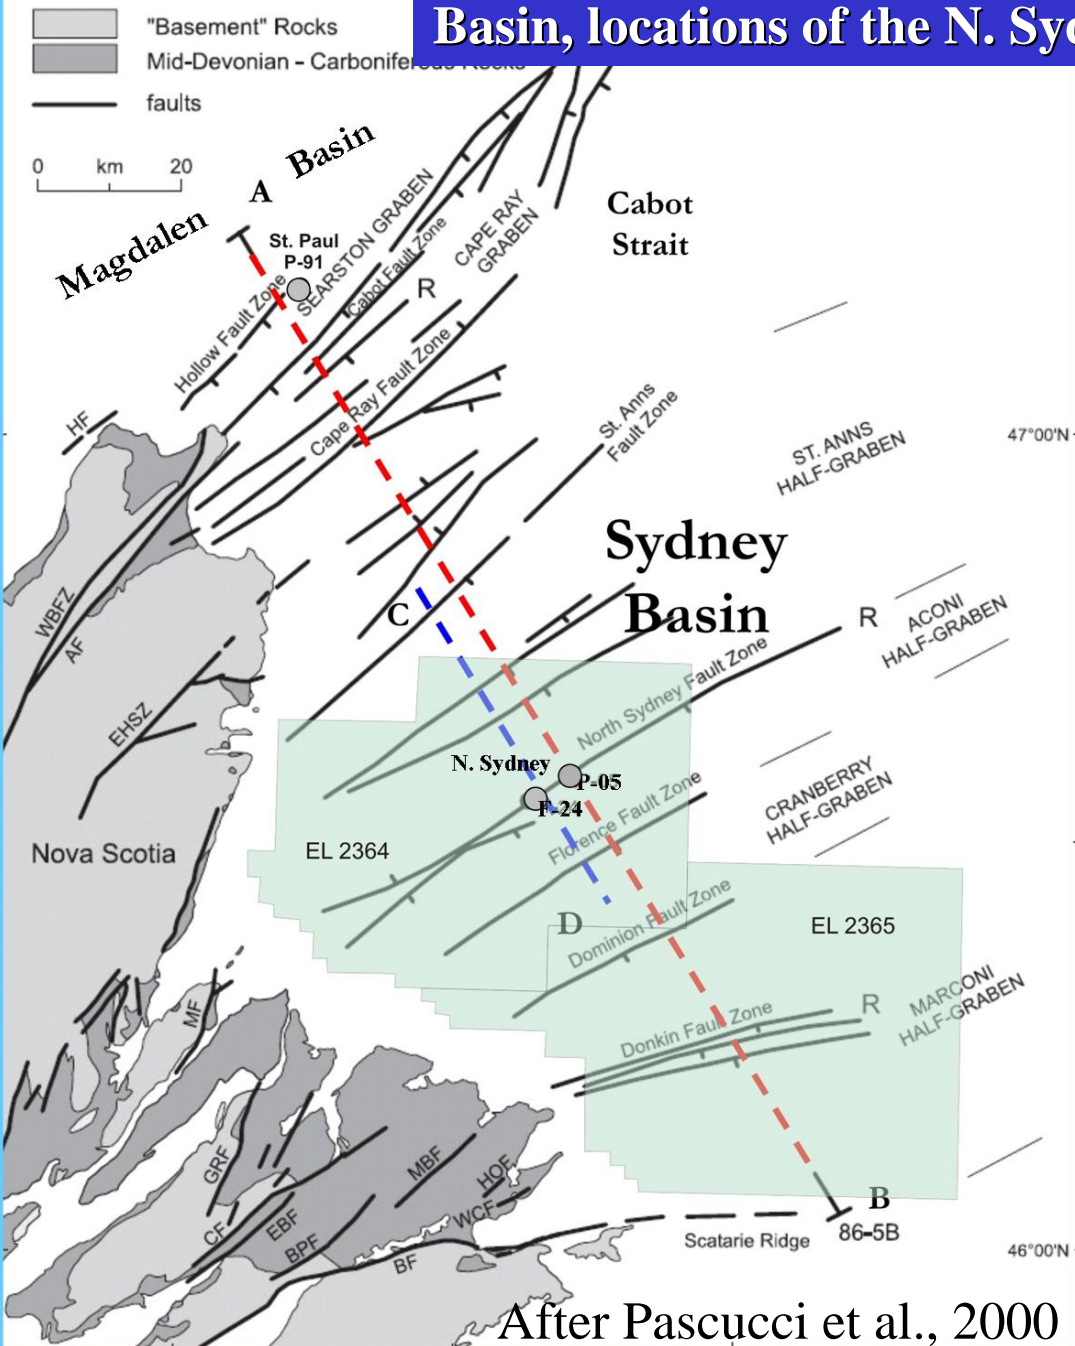 Basin, locations of the N. Syd
"Basement" Rocks
Mid-Devonian - Carboniferous Rocks
faults
0 km 20
Magdalen Basin
A
St. Paul
P-91
SEARSTON GRABEN
Cabot Fault Zone
CAPE RAY
GRABEN
Cabot
Strait
R
Hollow Fault Zone
Cape Ray Fault Zone
HF
St. Anns
Fault Zone
ST. ANNS
HALF-GRABEN
47°00'N
Sydney
Basin
WBFZ
AF
C
R
ACONI
HALF-GRABEN
EHSZ
North Sydney Fault Zone
N. Sydney
P-05
F-24
Florence Fault Zone
CRANBERRY
HALF-GRABEN
Nova Scotia
EL 2364
D
Dominion Fault Zone
EL 2365
MF
Donkin Fault Zone
R
MARCONI
HALF-GRABEN
GRF
MBF
HOF
WCF
CF
EBF
BPF
BF
B
86-5B
Scatarie Ridge
46°00'N
After Pascucci et al., 2000